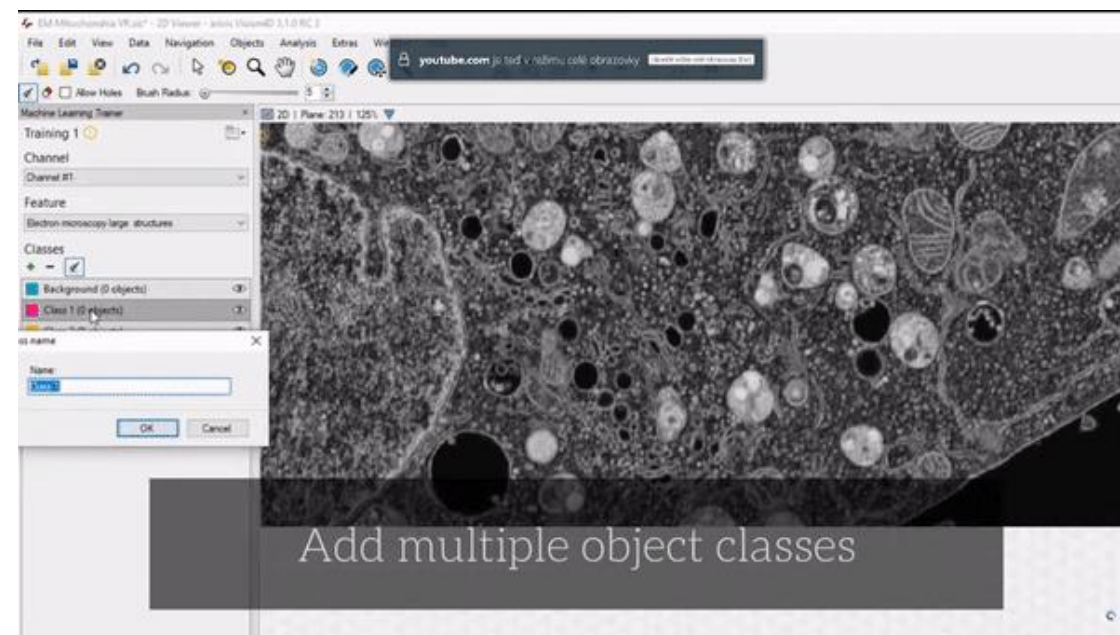 EM-Mitochondria VR.sis* - 2D Viewer - arivis Vision4D 3.1.0 RC 3
File Edit View Data Navigation Objects Analysis Extras
youtube.com je teď v režimu celé obrazovky
Allow Holes Brush Radius: 5
Machine Learning Trainer
2D | Plane: 213 | 125%
Training 1
Channel
Channel #1
Feature
Electron microscopy large structures
Classes
Background (0 objects)
Class 1 (0 objects)
ss name
Name:
Class 1
OK Cancel
Add multiple object classes